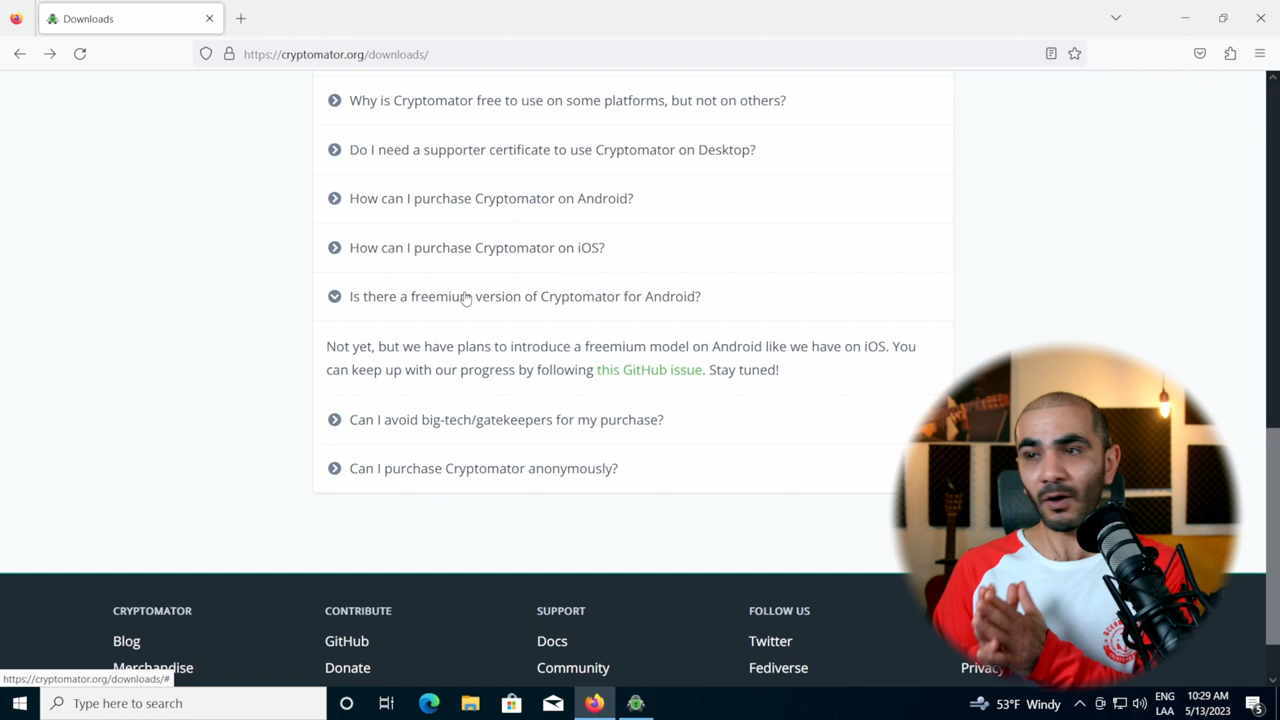 Downloads
https://cryptomator.org/downloads/
Why is Cryptomator free to use on some platforms, but not on others?
Do I need a supporter certificate to use Cryptomator on Desktop?
How can I purchase Cryptomator on Android?
How can I purchase Cryptomator on iOS?
Is there a freemium version of Cryptomator for Android?
Not yet, but we have plans to introduce a freemium model on Android like we have on iOS. You
can keep up with our progress by following this GitHub issue. Stay tuned!
Can I avoid big-tech/gatekeepers for my purchase?
Can I purchase Cryptomator anonymously?
CRYPTOMATOR CONTRIBUTE SUPPORT FOLLOW US
Blog GitHub Docs Twitter
Merchandise Donate Community Fediverse Privacy
https://cryptomator.org/downloads/#
Type here to search
53°F Windy
ENG
LAA
10:29 AM
5/13/2023
5